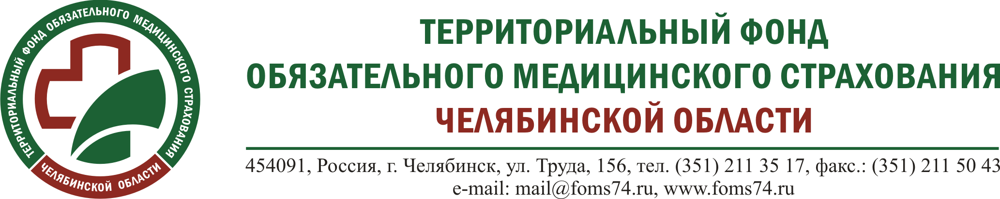 ТЕРРИТОРИАЛЬНЫЙ ФОНД ОБЯЗАТЕЛЬНОГО МЕДИЦИНСКОГО СТРАХОВАНИЯ
ЧЕЛЯБИНСКОЙ ОБЛАСТИ
ТЕРРИТОРИАЛЬНЫЙ ФОНД
ОБЯЗАТЕЛЬНОГО МЕДИЦИНСКОГО СТРАХОВАНИЯ
ЧЕЛЯБИНСКОЙ ОБЛАСТИ
454091, Россия, г. Челябинск, ул. Труда, 156, тел. (351) 211 35 17, факс.: (351) 211 50 43
e-mail: mail@foms74.ru, www.foms74.ru